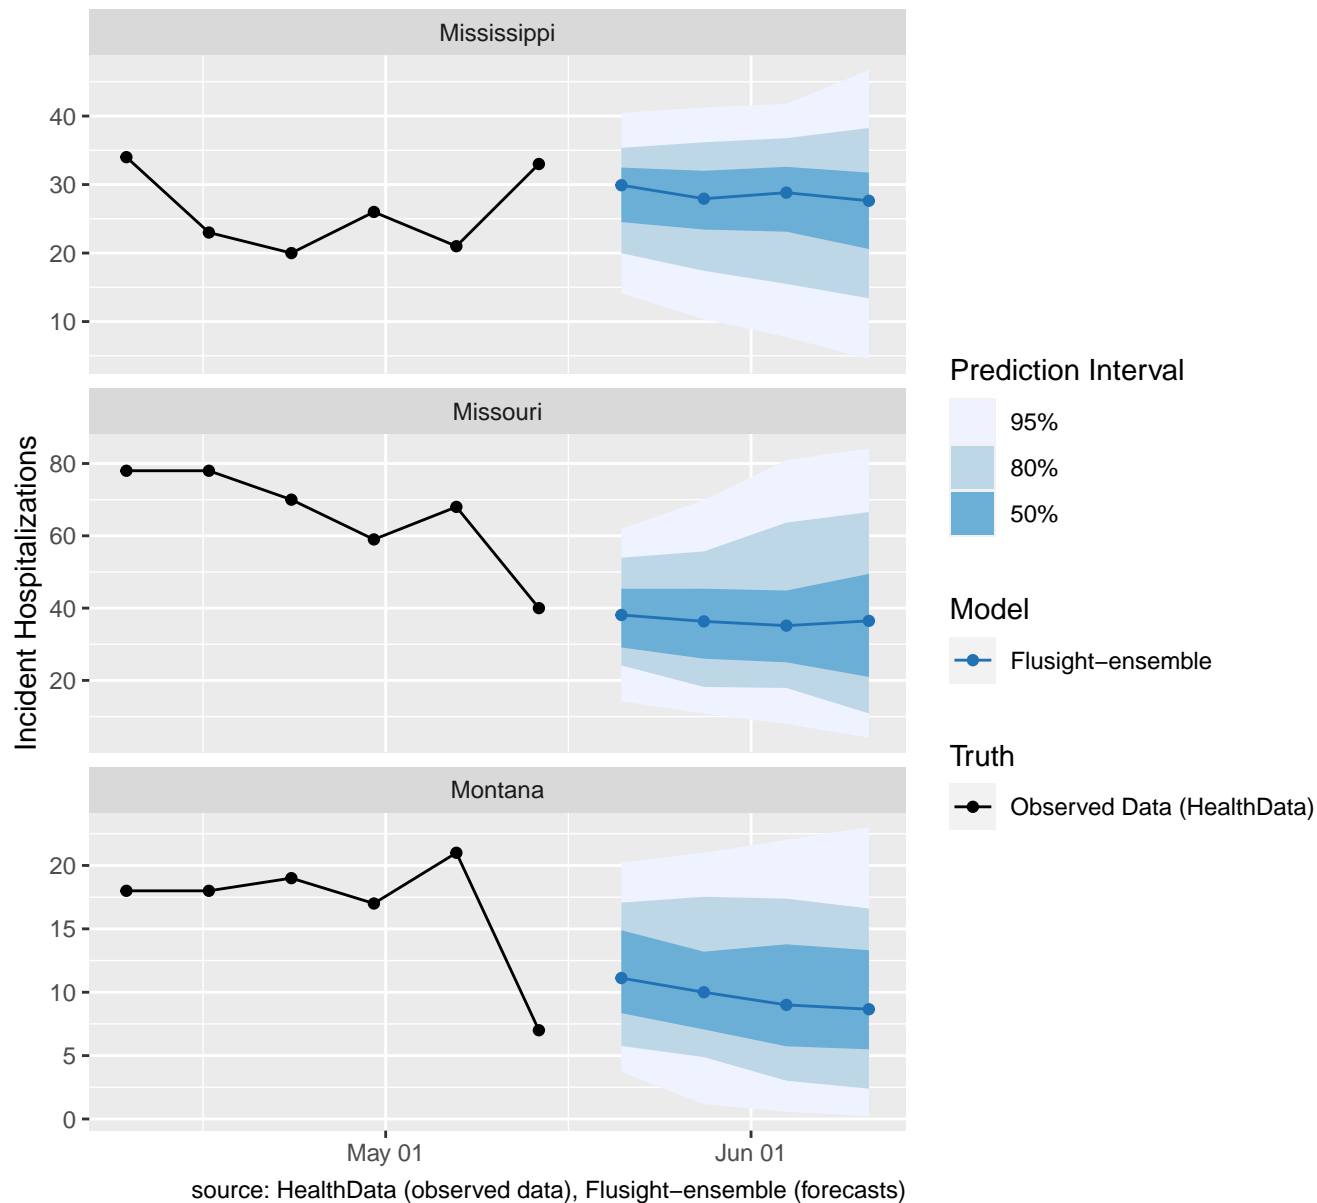 Mississippi
40
30
20
10
Missouri
80
60
40
20
Montana
20
15
10
5
0
May 01
Jun 01
Incident Hospitalizations
source: HealthData (observed data), Flusight−ensemble (forecasts)
Prediction Interval
95%
80%
50%
Model
Flusight−ensemble
Truth
Observed Data (HealthData)